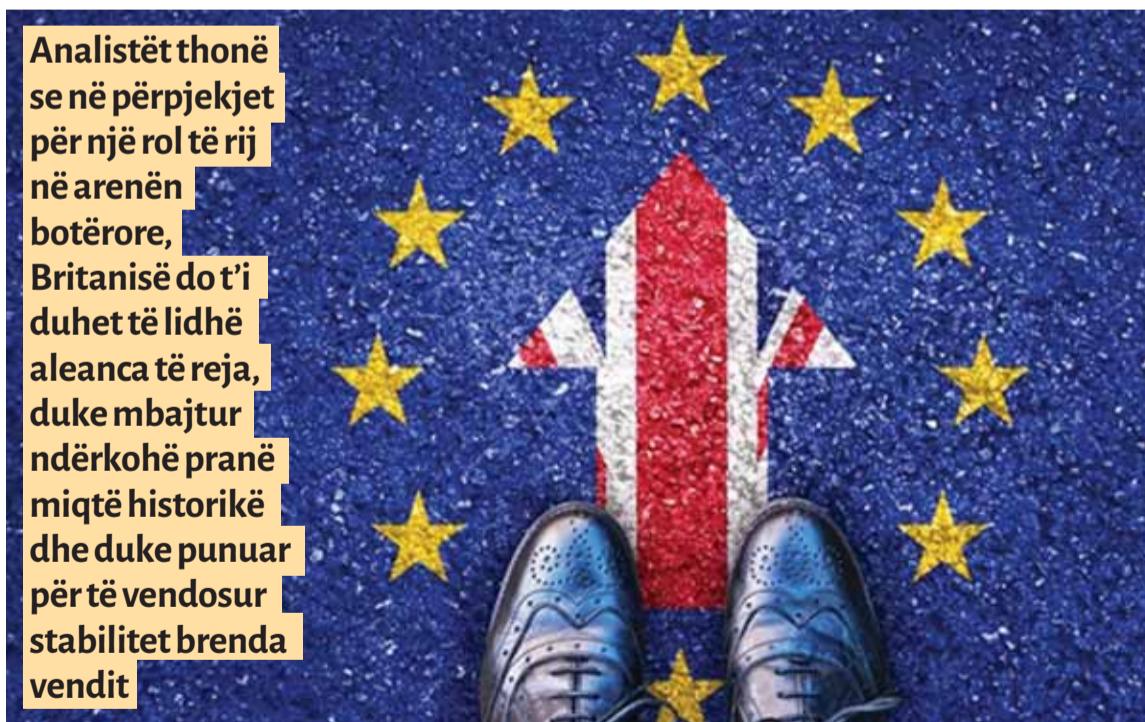 Analistët thonë
se në përpjekjet
për një rol të rij
në arenën
botërore,
Britanisë do t’i
duhet të lidhë
aleanca të reja,
duke mbajtur
ndërkohë pranë
miqtë historikë
dhe duke punuar
për të vendosur
stabilitet brenda
vendit